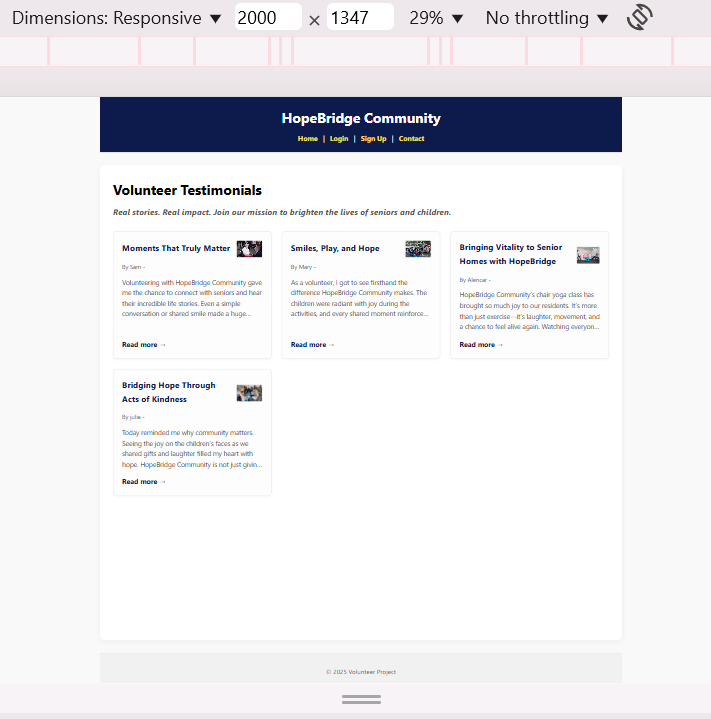 Dimensions: Responsive ▼ 2000 × 1347 29% ▼ No throttling ▼
HopeBridge Community
Home | Login | Sign Up | Contact
Volunteer Testimonials
Real stories. Real impact. Join our mission to brighten the lives of seniors and children.
Moments That Truly Matter
By Sam -
Volunteering with HopeBridge Community gave
me the chance to connect with seniors and hear
their incredible life stories. Even a simple
conversation or shared smile made a huge...
Read more →
Smiles, Play, and Hope
By Mary -
As a volunteer, I got to see firsthand the
difference HopeBridge Community makes. The
children were radiant with joy during the
activities, and every shared moment reinforce...
Read more →
Bringing Vitality to Senior
Homes with HopeBridge
By Alencar -
HopeBridge Community's chair yoga class has
brought so much joy to our residents. It's more
than just exercise—it's laughter, movement, and
a chance to feel alive again. Watching everyon...
Read more →
Bridging Hope Through
Acts of Kindness
By julia -
Today reminded me why community matters.
Seeing the joy on the children's faces as we
shared gifts and laughter filled my heart with
hope. HopeBridge Community is not just givin...
Read more →
© 2025 Volunteer Project